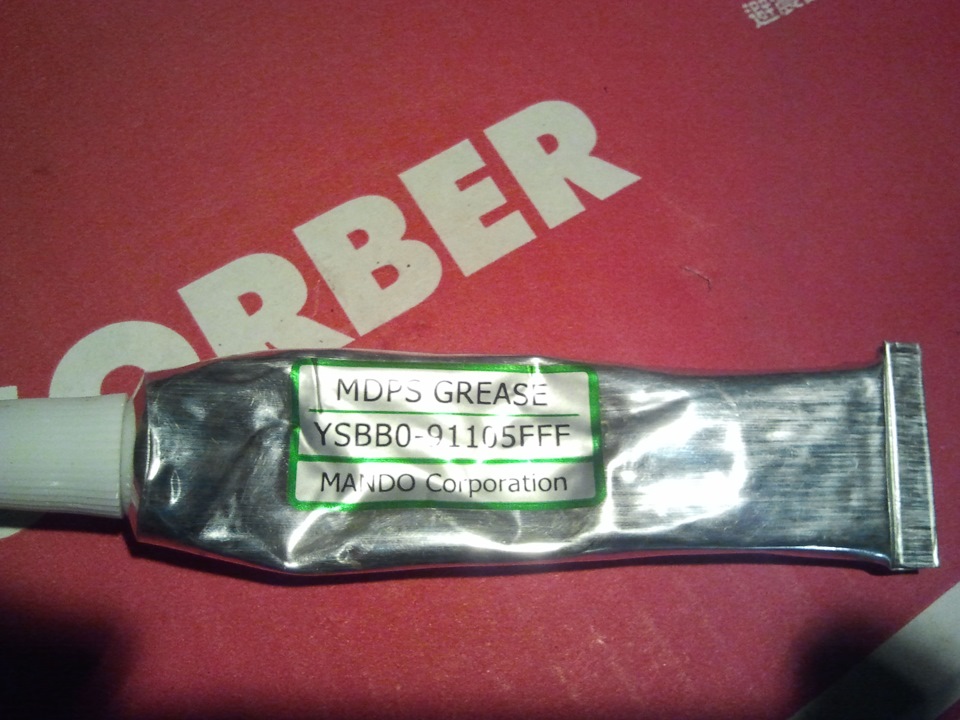 ORBER
MDPS GREASE
YSBB0-91105FFF
MANDO Corporation